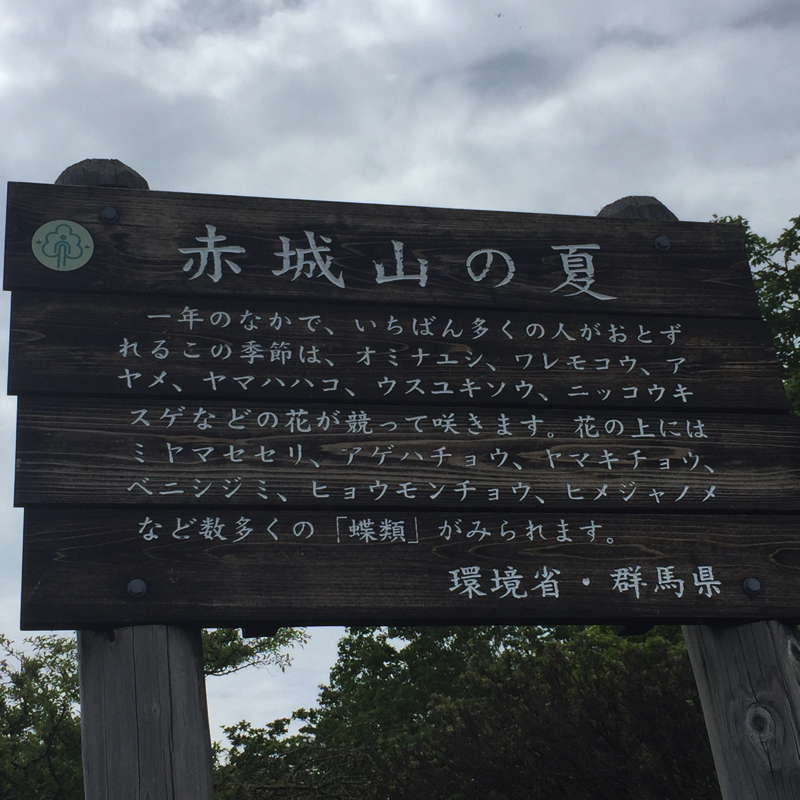 赤城山の夏
一年のなかで、いちばん多くの人がおとず
れるこの季節は、オミナエシ、ワレモコウ、ア
ヤメ、ヤマハハコ、ウスユキソウ、ニッコウキ
スゲなどの花が競って咲きます。花の上には
ミヤマセセリ、アゲハチョウ、ヤマキチョウ、
ベニシジミ、ヒョウモンチョウ、ヒメジャノメ
など数多くの「蝶類」がみられます。
環境省・群馬県